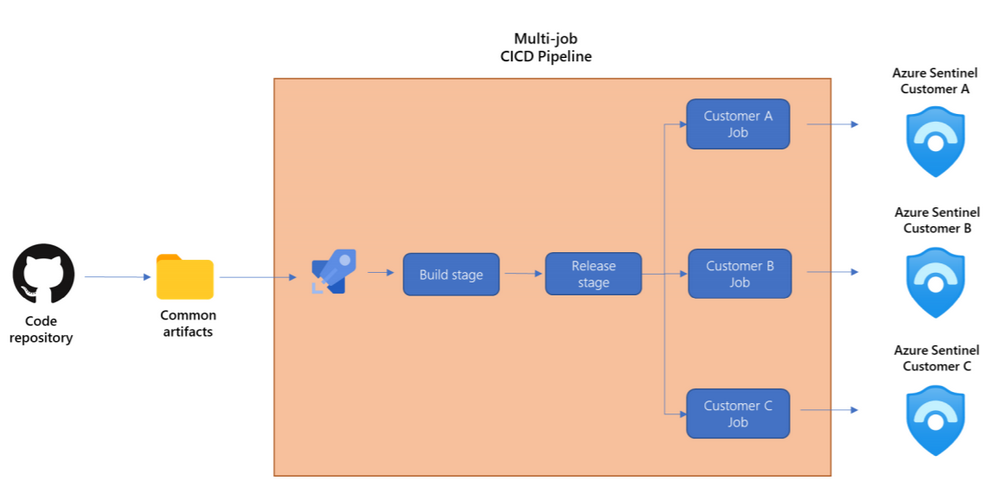 Multi-job
CICD Pipeline
Azure Sentinel
Customer A
Customer A
Job
Azure Sentinel
Customer B
Build stage
Release
stage
Customer B
Job
Code
repository
Common
artifacts
Azure Sentinel
Customer C
Customer C
Job